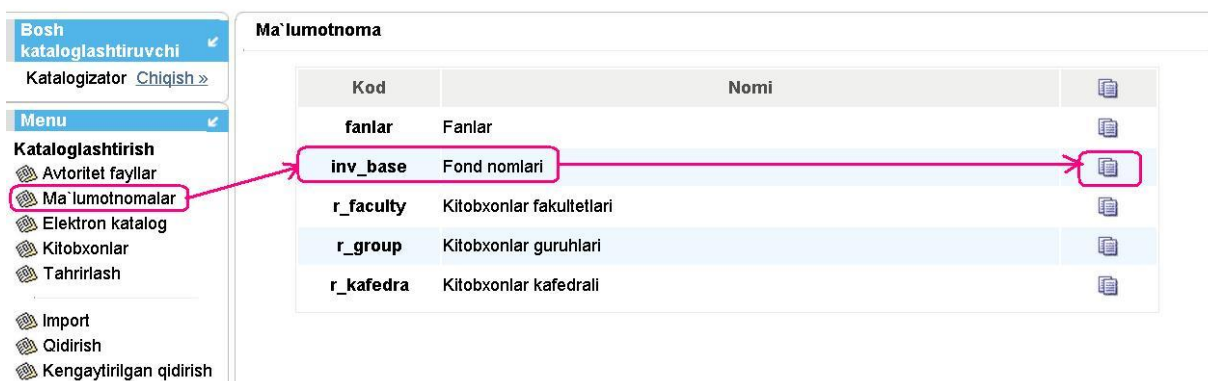 Bosh
kataloglashtiruvchi
Katalogizator Chiqish »
Menu
Kataloglashtirish
Avtoritet fayllar
Ma`lumotnomalar
Elektron katalog
Kitobxonlar
Tahrirlash
Import
Qidirish
Kengaytirilgan qidirish
Ma`lumotnoma
Kod Nomi
fanlar Fanlar
inv_base Fond nomlari
r_faculty Kitobxonlar fakultetlari
r_group Kitobxonlar guruhlari
r_kafedra Kitobxonlar kafedrali